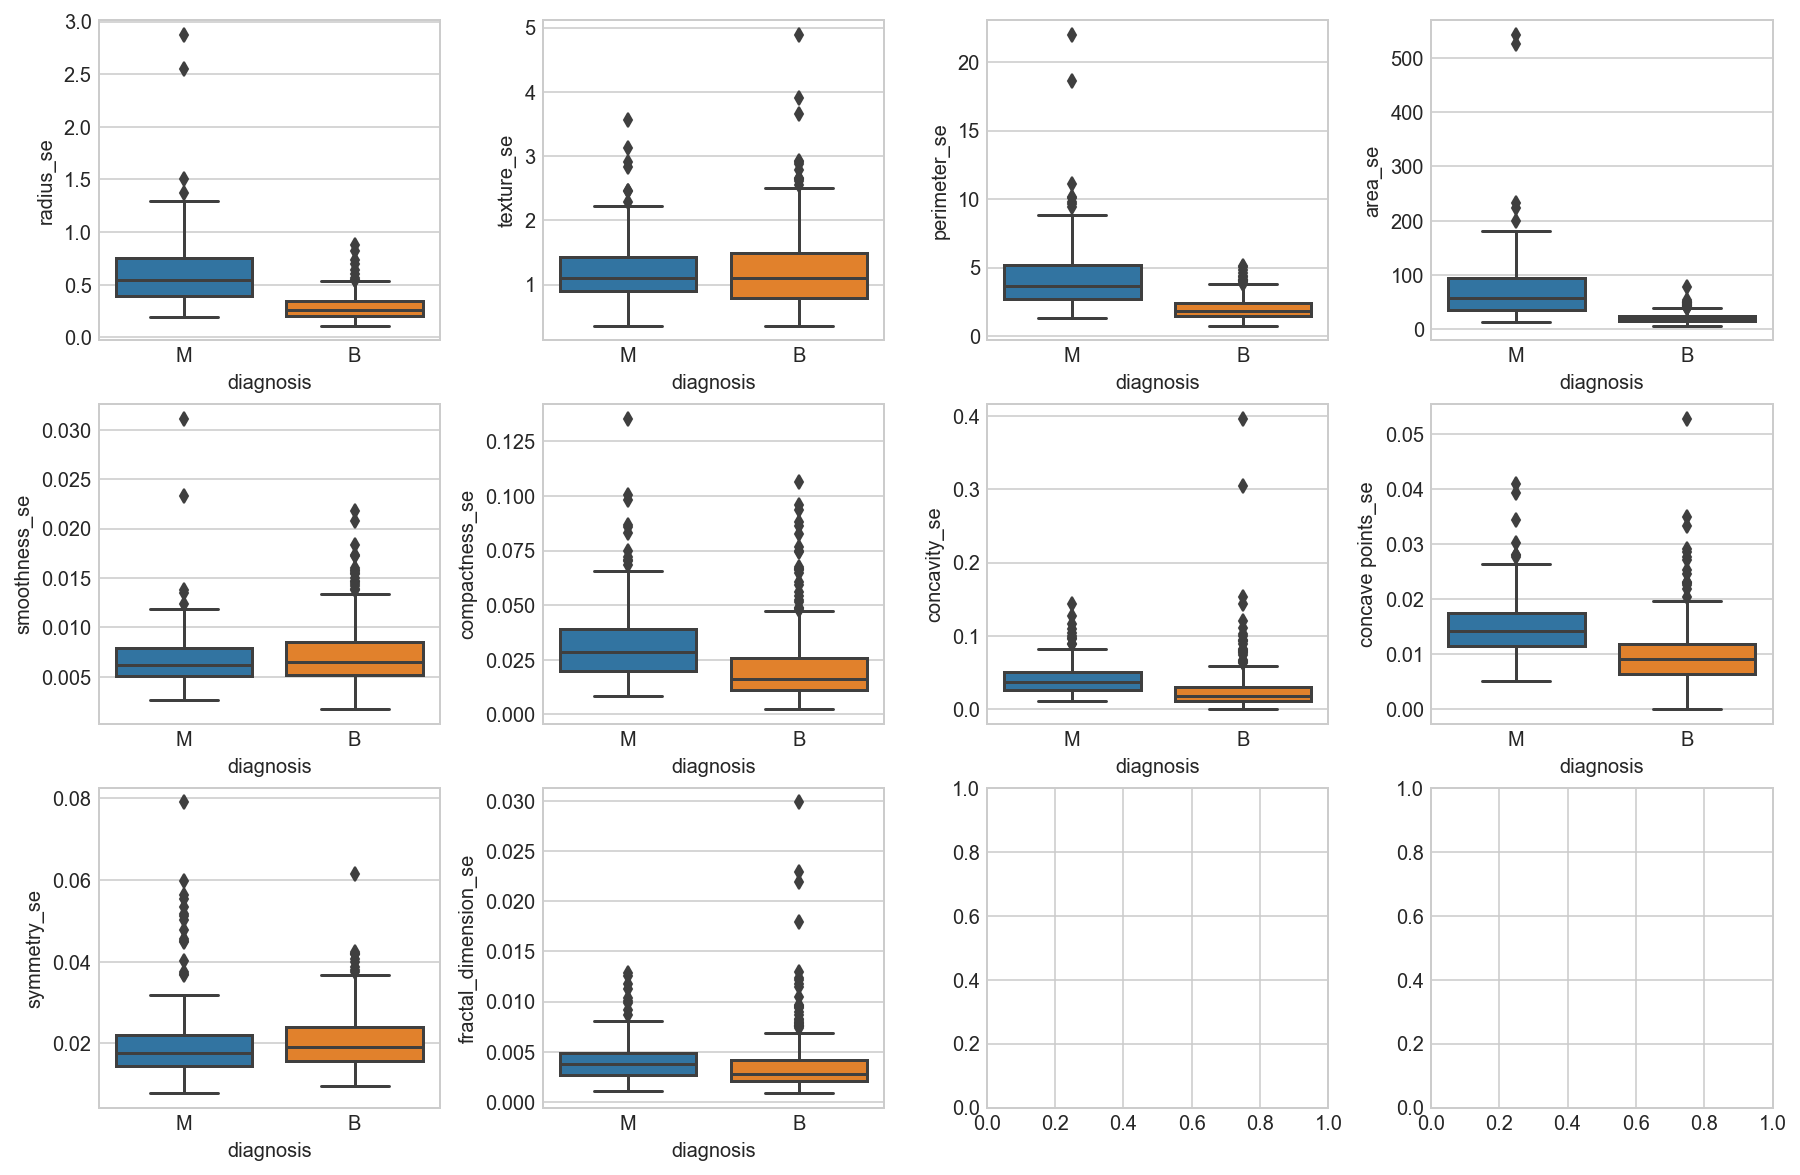 radius_se
3.0
2.5
2.0
1.5
1.0
0.5
0.0
M B
diagnosis
texture_se
5
4
3
2
1
diagnosis
perimeter_se
20
15
10
5
0
M B
diagnosis
area_se
500
400
300
200
100
0
M B
diagnosis
smoothness_se
0.030
0.025
0.020
0.015
0.010
0.005
M B
diagnosis
compactness_se
0.125
0.100
0.075
0.050
0.025
0.000
M B
diagnosis
concavity_se
0.4
0.3
0.2
0.1
0.0
M B
diagnosis
concave points_se
0.05
0.04
0.03
0.02
0.01
0.00
M B
diagnosis
symmetry_se
0.08
0.06
0.04
0.02
M B
diagnosis
fractal_dimension_se
0.030
0.025
0.020
0.015
0.010
0.005
0.000
M B
diagnosis
1.0
0.8
0.6
0.4
0.2
0.0
0.0 0.2 0.4 0.6 0.8 1.0
1.0
0.8
0.6
0.4
0.2
0.0
0.0 0.2 0.4 0.6 0.8 1.0